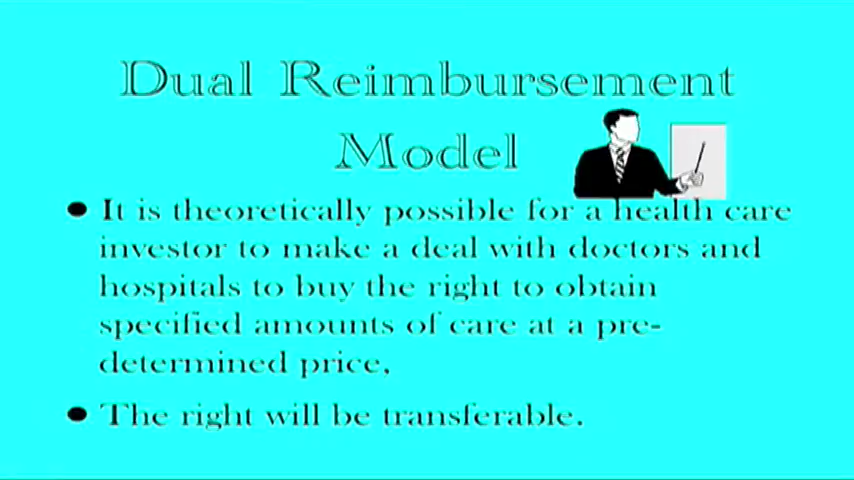 Dual Reimbursement
Model
• It is theoretically possible for a health care
investor to make a deal with doctors and
hospitals to buy the right to obtain
specified amounts of care at a pre-
determined price,
• The right will be transferable.